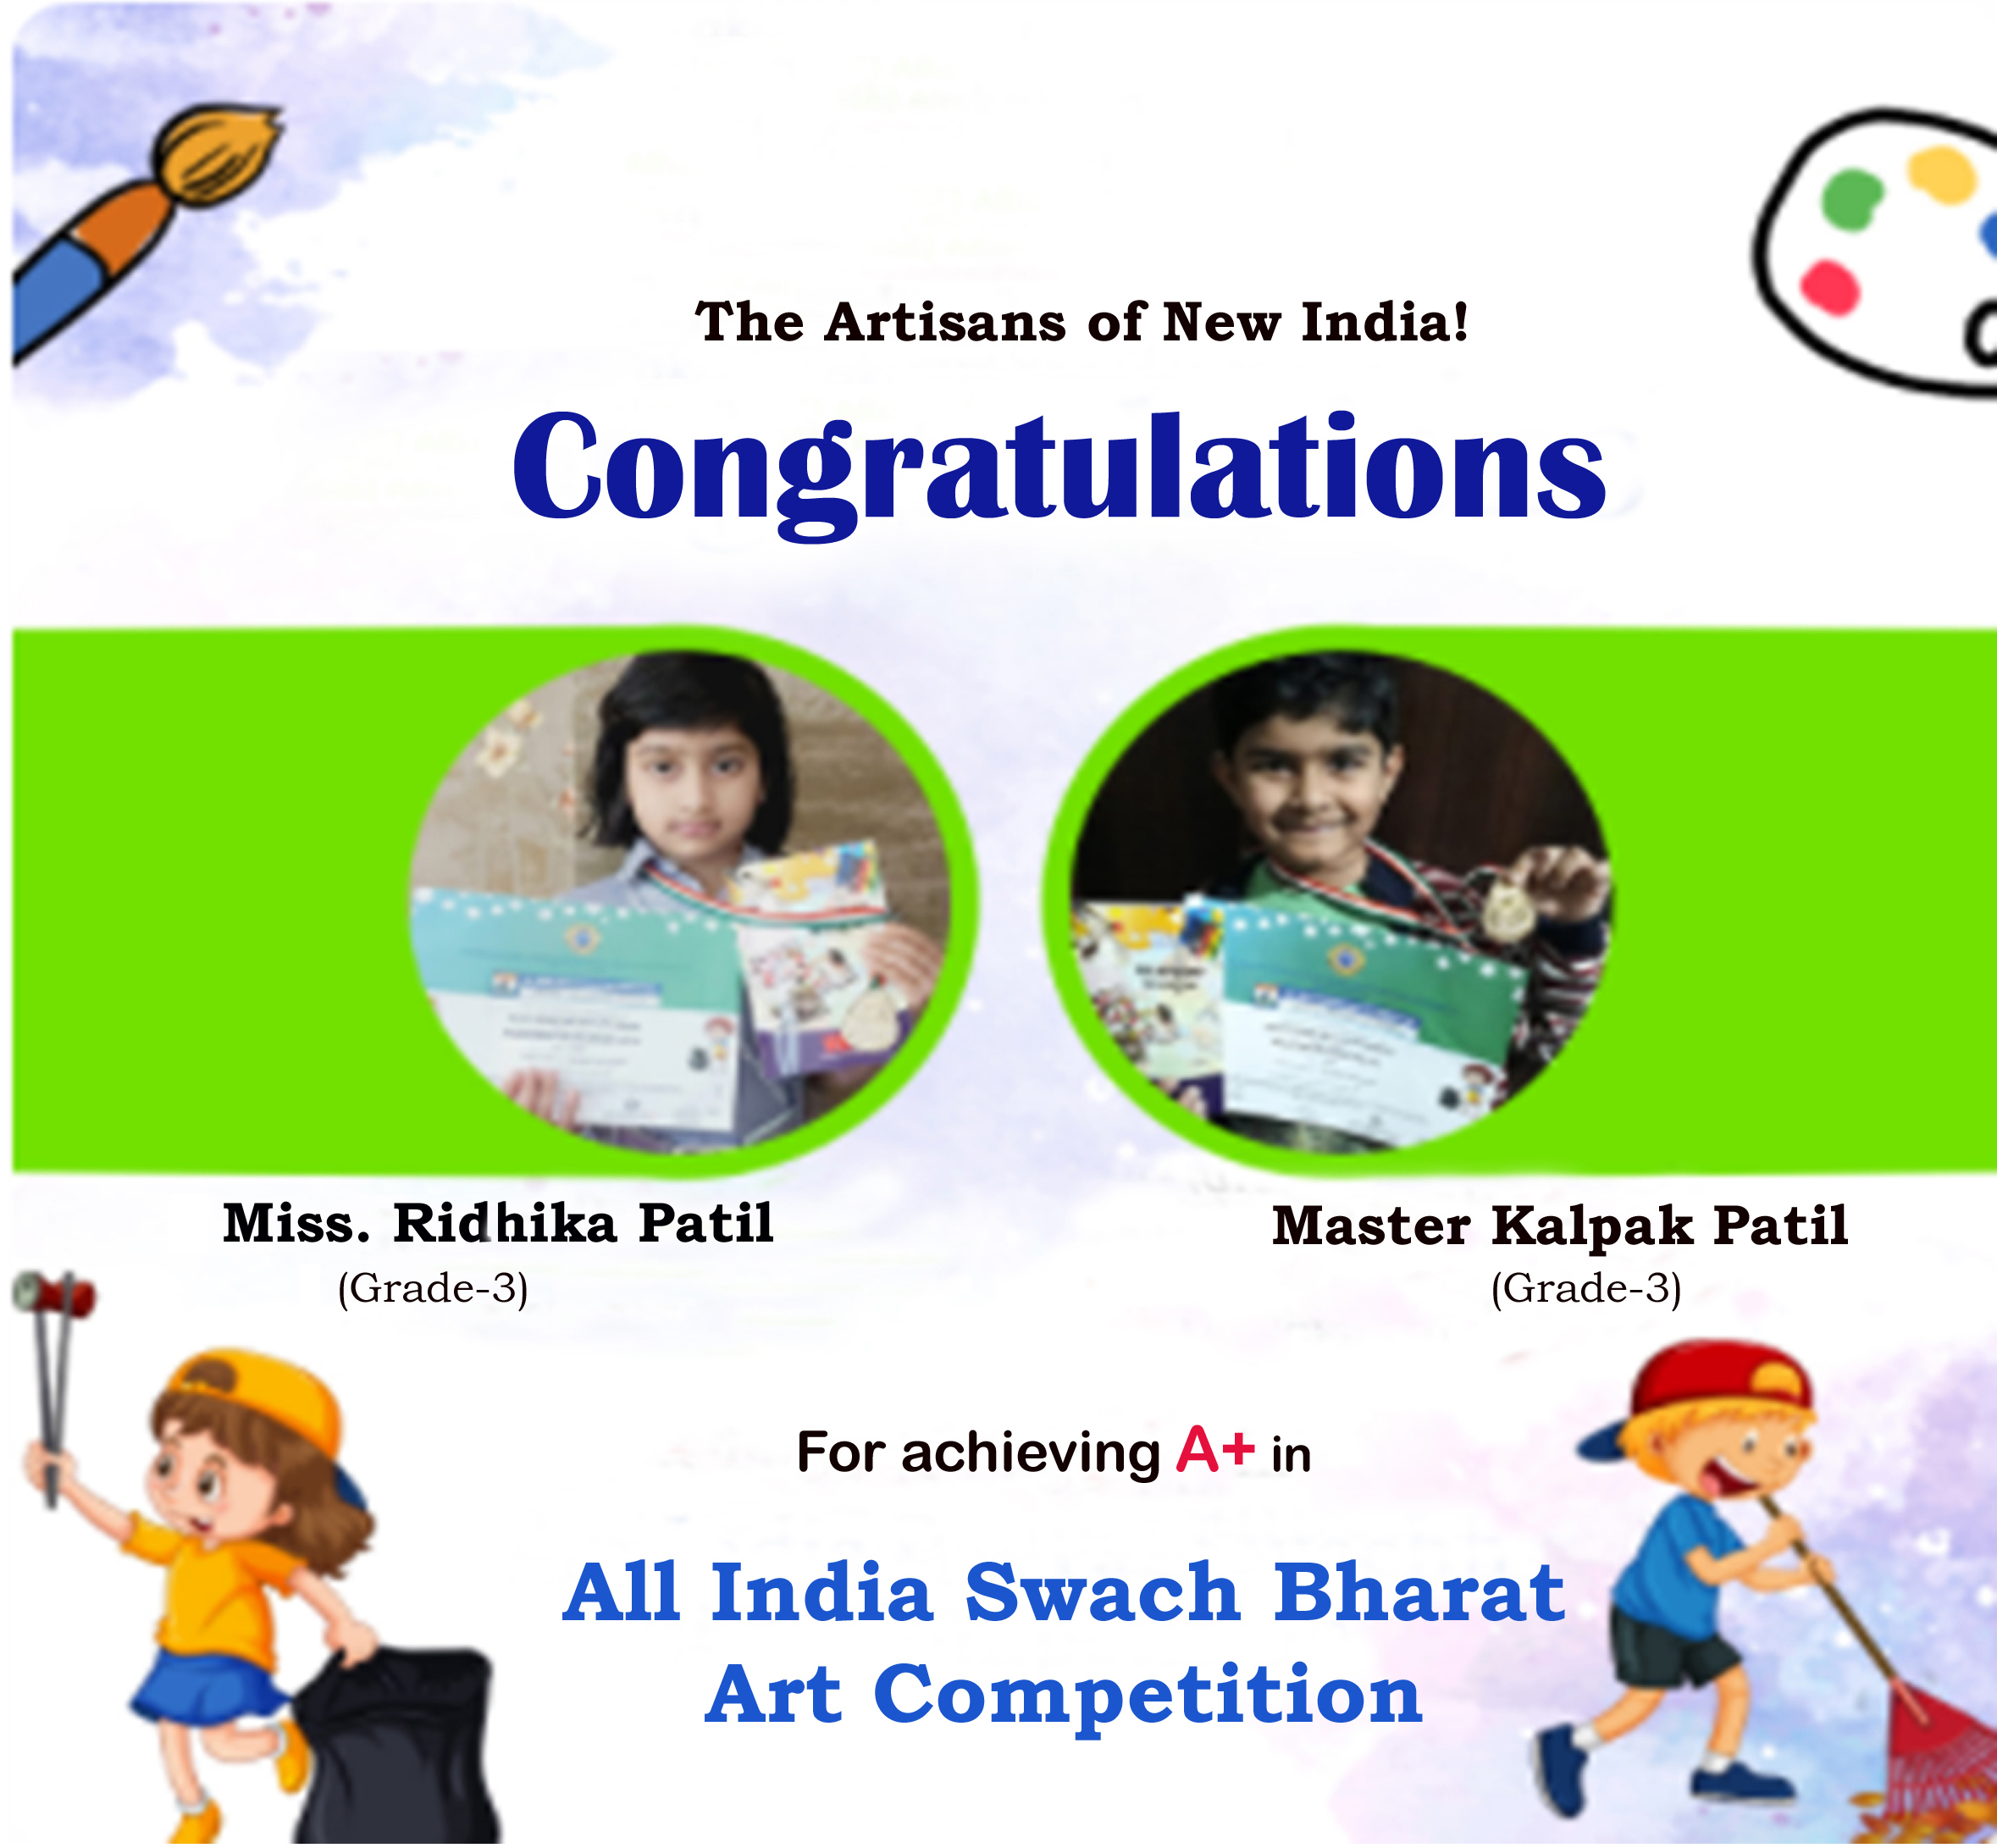 The Artisans of New India!
Congratulations
Miss. Ridhika Patil
(Grade-3)
Master Kalpak Patil
(Grade-3)
For achieving A+ in
All India Swach Bharat
Art Competition